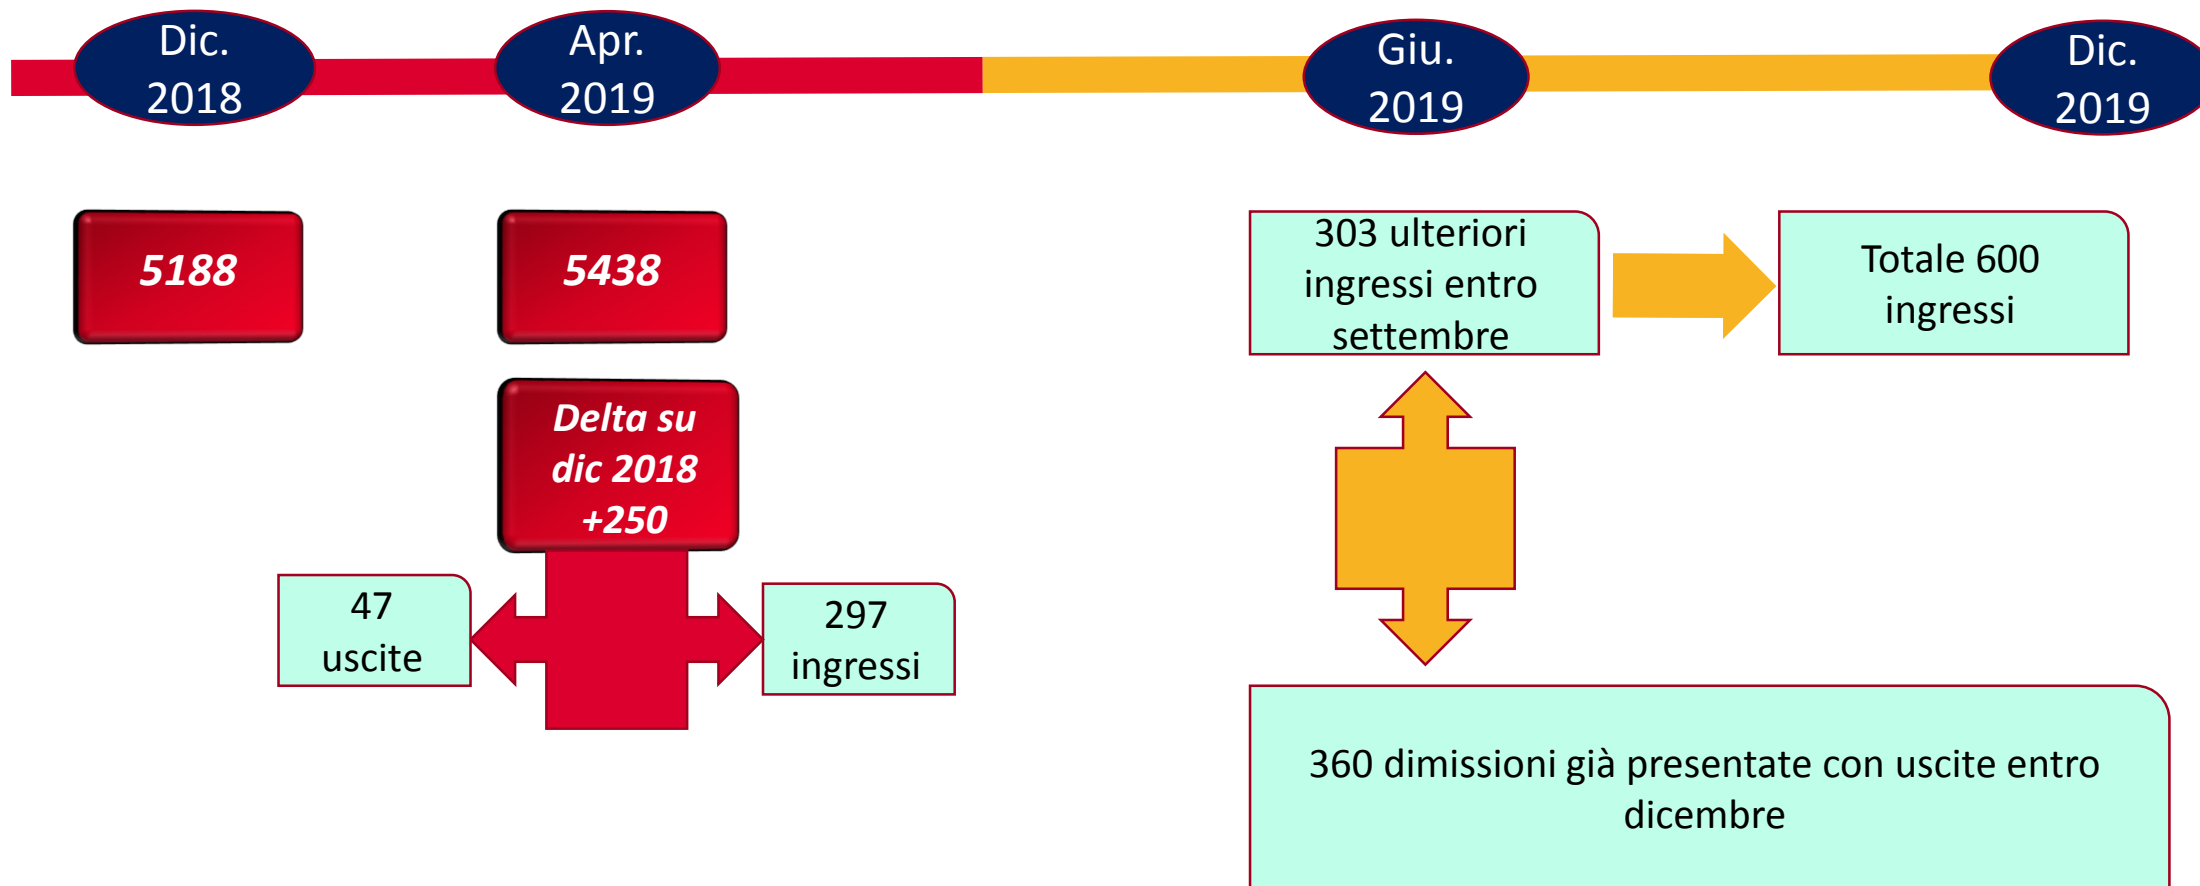 Dic.
2018
Apr.
2019
Giu.
2019
Dic.
2019
5188
5438
303 ulteriori
ingressi entro
settembre
Totale 600
ingressi
Delta su
dic 2018
+250
47
uscite
297
ingressi
360 dimissioni già presentate con uscite entro
dicembre